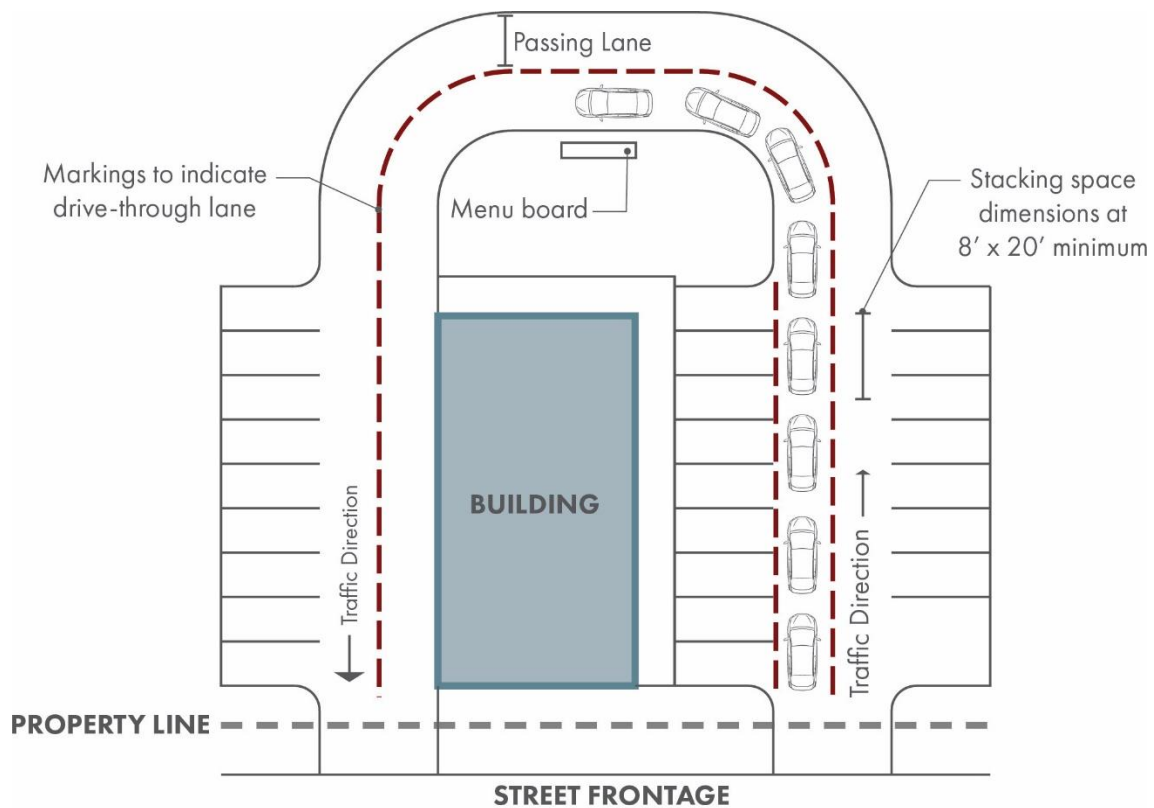 Passing Lane
Markings to indicate
drive-through lane
Menu board
Stacking space
dimensions at
8’ x 20’ minimum
BUILDING
Traffic Direction
Traffic Direction
PROPERTY LINE
STREET FRONTAGE